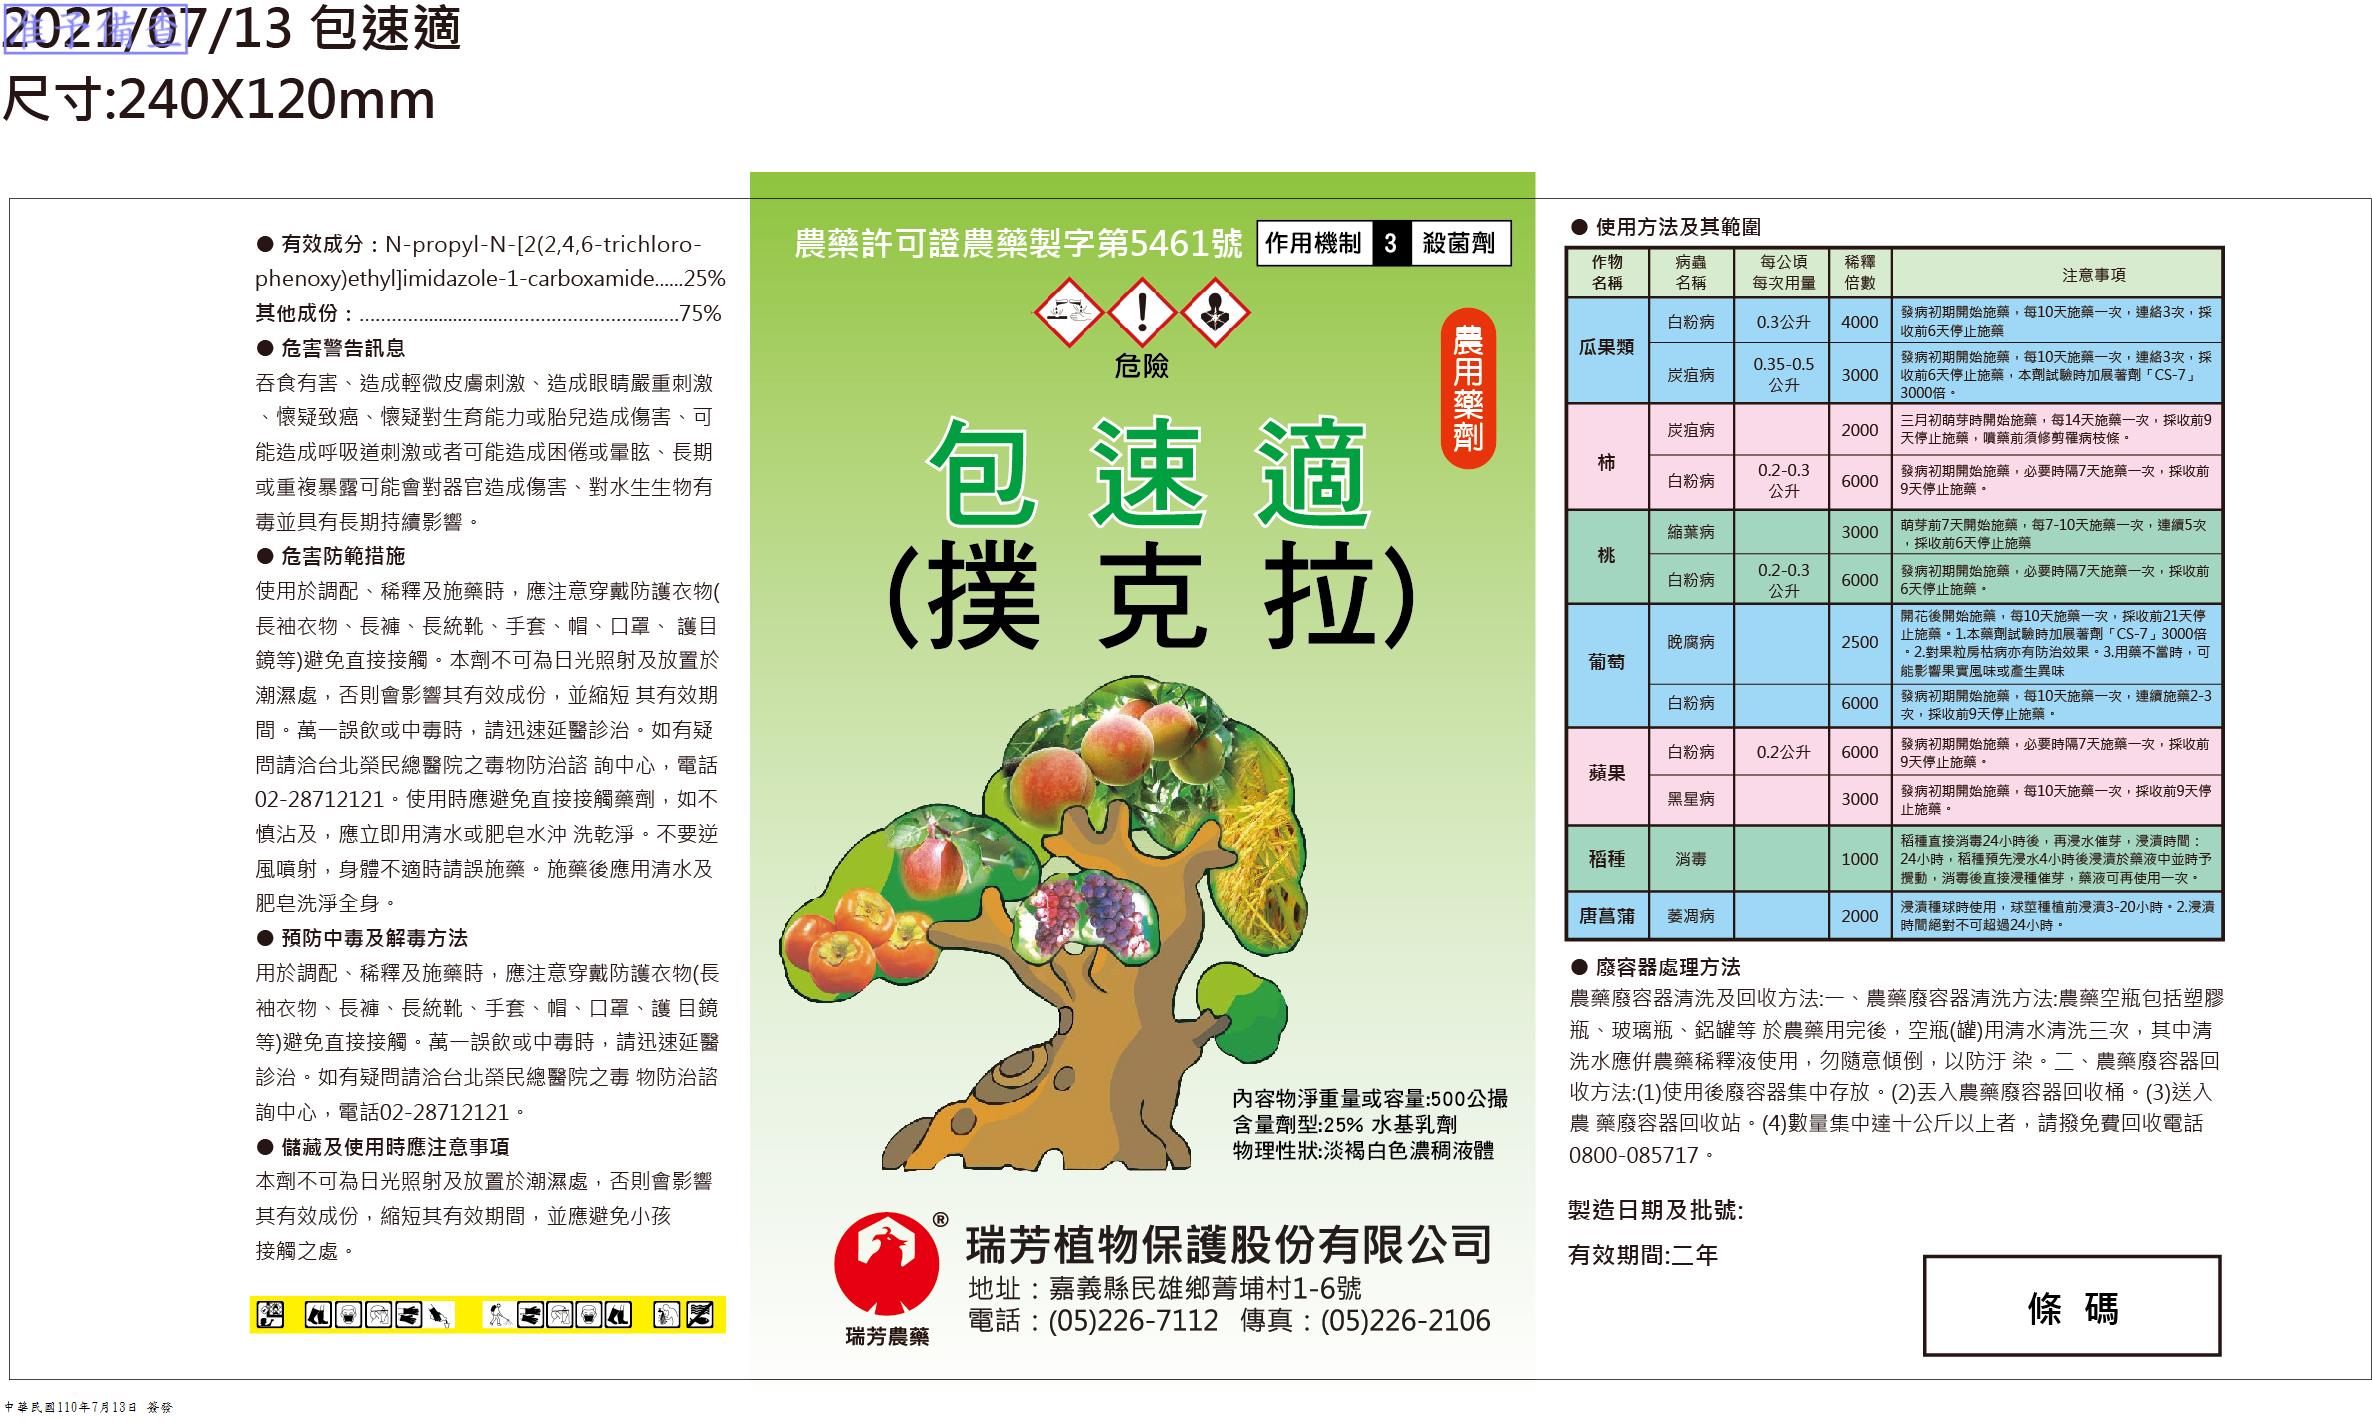 2021/07/13 包速適
准予備查
尺寸:240X120mm
● 有效成分：N-propyl-N-[2(2,4,6-trichloro-
phenoxy)ethyl]imidazole-1-carboxamide......25%
其他成份：............................................................75%
● 危害警告訊息
吞食有害、造成輕微皮膚刺激、造成眼睛嚴重刺激
、懷疑致癌、懷疑對生育能力或胎兒造成傷害、可
能造成呼吸道刺激或者可能造成困倦或暈眩、長期
或重複暴露可能會對器官造成傷害、對水生生物有
毒並具有長期持續影響。
● 危害防範措施
使用於調配、稀釋及施藥時，應注意穿戴防護衣物(
長袖衣物、長褲、長統靴、手套、帽、口罩、 護目
鏡等)避免直接接觸。本劑不可為日光照射及放置於
潮濕處，否則會影響其有效成份，並縮短 其有效期
間。萬一誤飲或中毒時，請迅速延醫診治。如有疑
問請洽台北榮民總醫院之毒物防治諮 詢中心，電話
02-28712121。使用時應避免直接接觸藥劑，如不
慎沾及，應立即用清水或肥皂水沖 洗乾淨。不要逆
風噴射，身體不適時請誤施藥。施藥後應用清水及
肥皂洗淨全身。
● 預防中毒及解毒方法
用於調配、稀釋及施藥時，應注意穿戴防護衣物(長
袖衣物、長褲、長統靴、手套、帽、口罩、護 目鏡
等)避免直接接觸。萬一誤飲或中毒時，請迅速延醫
診治。如有疑問請洽台北榮民總醫院之毒 物防治諮
詢中心，電話02-28712121。
● 儲藏及使用時應注意事項
本劑不可為日光照射及放置於潮濕處，否則會影響
其有效成份，縮短其有效期間，並應避免小孩
接觸之處。
農藥許可證農藥製字第5461號 作用機制 3 殺菌劑
危險
農用藥劑
包速適
(撲克拉)
內容物淨重量或容量:500公撮
含量劑型:25% 水基乳劑
物理性狀:淡褐白色濃稠液體
®
瑞芳農藥
瑞芳植物保護股份有限公司
地址：嘉義縣民雄鄉菁埔村1-6號
電話：(05)226-7112 傳真：(05)226-2106
● 使用方法及其範圍
作物名稱 病蟲名稱 每公頃每次用量 稀釋倍數 注意事項
瓜果類 白粉病 0.3公升 4000 發病初期開始施藥，每10天施藥一次，連絡3次，採
收前6天停止施藥
炭疽病 0.35-0.5公升 3000 發病初期開始施藥，每10天施藥一次，連絡3次，採
收前6天停止施藥，本劑試驗時加展著劑「CS-7」
3000倍。
柿 炭疽病 2000 三月初萌芽時開始施藥，每14天施藥一次，採收前9
天停止施藥，噴藥前須修剪罹病枝條。
白粉病 0.2-0.3公升 6000 發病初期開始施藥，必要時隔7天施藥一次，採收前
9天停止施藥。
桃 縮葉病 3000 萌芽前7天開始施藥，每7-10天施藥一次，連續5次
，採收前6天停止施藥
白粉病 0.2-0.3公升 6000 發病初期開始施藥，必要時隔7天施藥一次，採收前
6天停止施藥。
葡萄 晚腐病 2500 開花後開始施藥，每10天施藥一次，採收前21天停
止施藥。1.本藥劑試驗時加展著劑「CS-7」3000倍
。2.對果粒房枯病亦有防治效果。3.用藥不當時，可
能影響果實風味或產生異味
白粉病 6000 發病初期開始施藥，每10天施藥一次，連續施藥2-3
次，採收前9天停止施藥。
蘋果 白粉病 0.2公升 6000 發病初期開始施藥，必要時隔7天施藥一次，採收前
9天停止施藥。
黑星病 3000 發病初期開始施藥，每10天施藥一次，採收前9天停
止施藥。
稻種 消毒 1000 稻種直接消毒24小時後，再浸水催芽，浸漬時間：
24小時，稻種預先浸水4小時後浸漬於藥液中並時予
攪動，消毒後直接浸種催芽，藥液可再使用一次。
唐菖蒲 萎凋病 2000 浸漬種球時使用，球莖種植前浸漬3-20小時。2.浸漬
時間絕對不可超過24小時。
● 廢容器處理方法
農藥廢容器清洗及回收方法:一、農藥廢容器清洗方法:農藥空瓶包括塑膠
瓶、玻璃瓶、鋁罐等 於農藥用完後，空瓶(罐)用清水清洗三次，其中清
洗水應併農藥稀釋液使用，勿隨意傾倒，以防汙 染。二、農藥廢容器回
收方法:(1)使用後廢容器集中存放。(2)丟入農藥廢容器回收桶。(3)送入
農 藥廢容器回收站。(4)數量集中達十公斤以上者，請撥免費回收電話
0800-085717。
製造日期及批號:
有效期間:二年
條 碼
中華民國110年7月13日 簽發